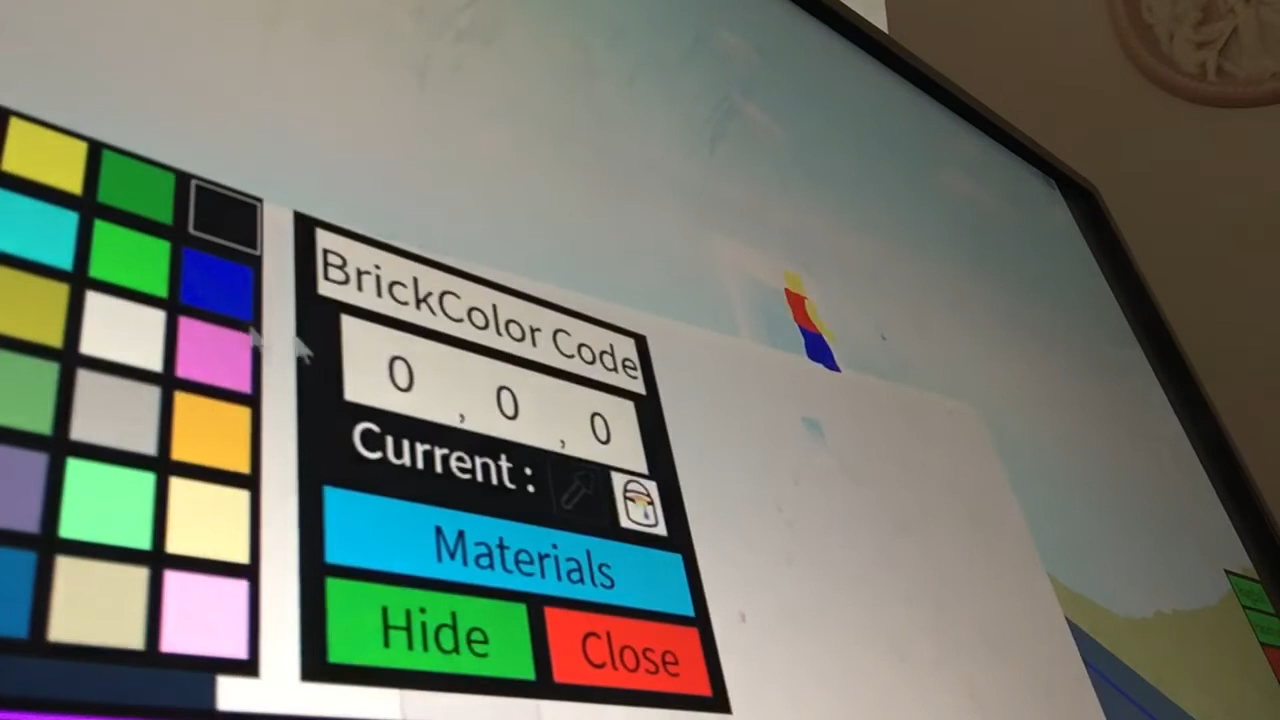 BrickColor Code
0 , 0 , 0
Current :
Materials
Hide Close